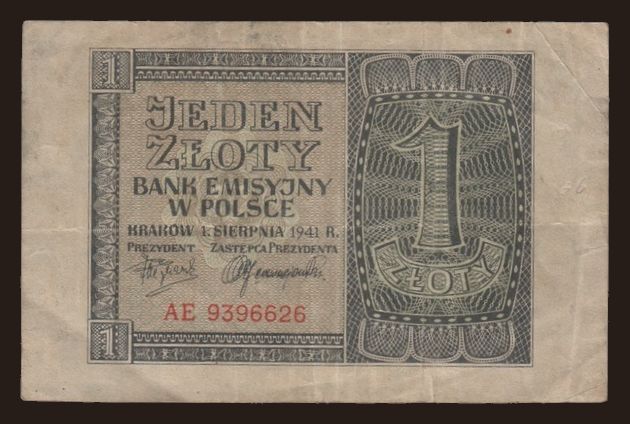 1
JEDEN
ZŁOTY
BANK EMISYJNY
W POLSCE
KRAKÓW 1. SIERPNIA 1941 R.
PREZYDENT ZASTĘPCA PREZYDENTA
AE 9396626
1
1
ZŁOTY